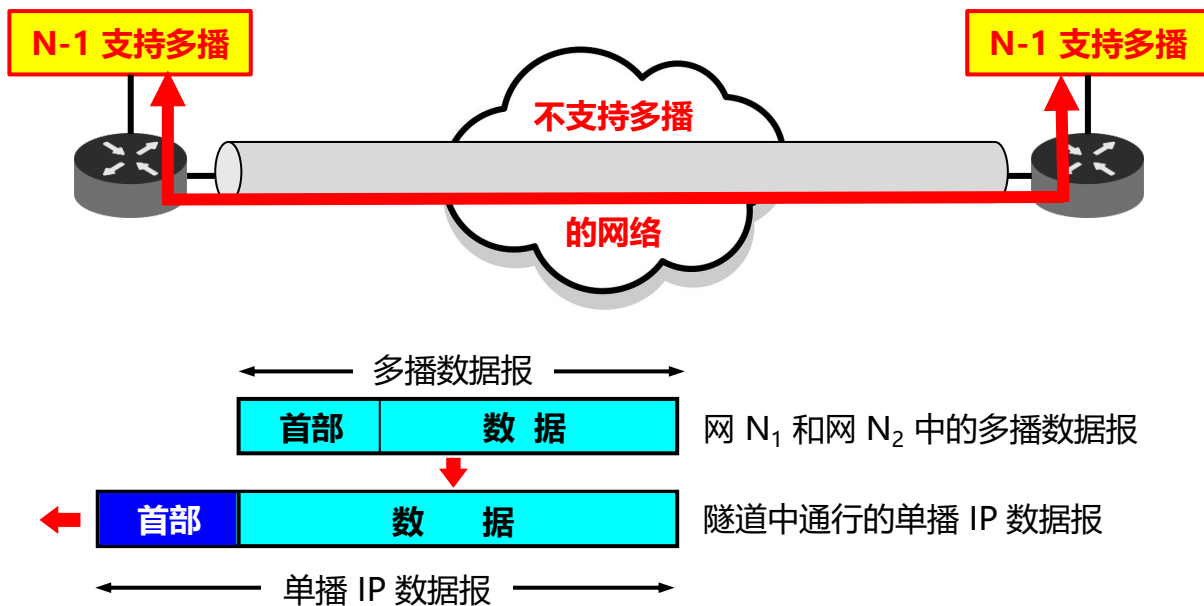 N-1 支持多播
N-1 支持多播
不支持多播
的网络
多播数据报
首部 数 据
网 N₁ 和网 N₂ 中的多播数据报
首部 数 据
隧道中通行的单播 IP 数据报
单播 IP 数据报